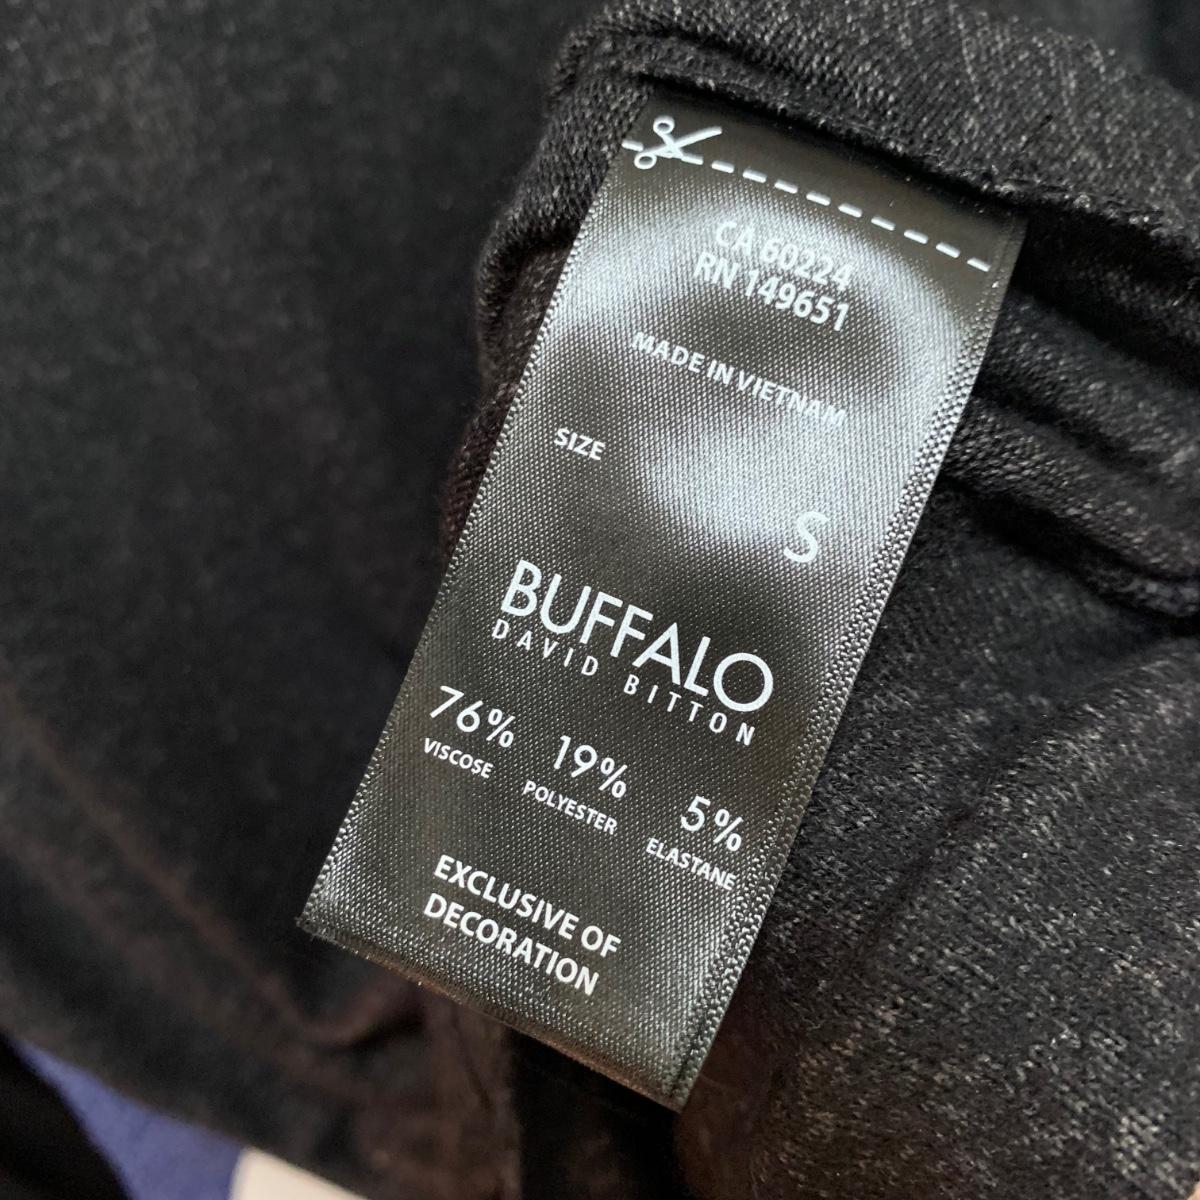 CA 60224
RN 149651
MADE IN VIETNAM
SIZE
S
BUFFALO
DAVID BITTON
76% 19% 5%
VISCOSE POLYESTER ELASTANE
EXCLUSIVE OF
DECORATION